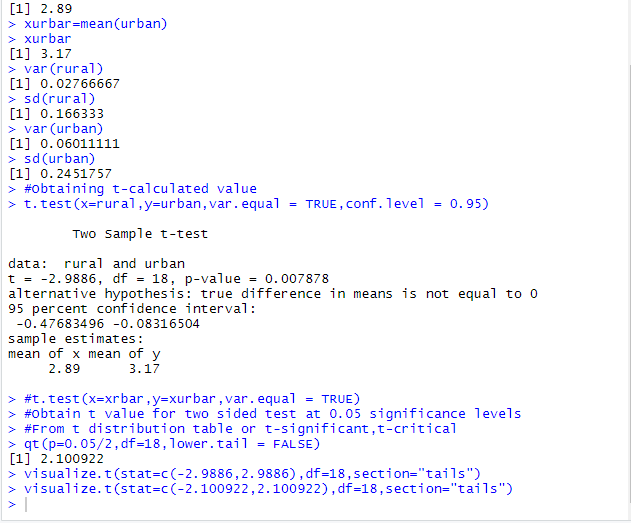 [1] 2.89
> xurbar=mean(urban)
> xurbar
[1] 3.17
> var(rural)
[1] 0.02766667
> sd(rural)
[1] 0.166333
> var(urban)
[1] 0.06011111
> sd(urban)
[1] 0.2451757
> #Obtaining t-calculated value
> t.test(x=rural,y=urban,var.equal = TRUE,conf.level = 0.95)
Two Sample t-test
data:  rural and urban
t = -2.9886, df = 18, p-value = 0.007878
alternative hypothesis: true difference in means is not equal to 0
95 percent confidence interval:
-0.47683496 -0.08316504
sample estimates:
mean of x mean of y
2.89      3.17
> #t.test(x=xrbar,y=xurbar,var.equal = TRUE)
> #Obtain t value for two sided test at 0.05 significance levels
> #From t distribution table or t-significant,t-critical
> qt(p=0.05/2,df=18,lower.tail = FALSE)
[1] 2.100922
> visualize.t(stat=c(-2.9886,2.9886),df=18,section="tails")
> visualize.t(stat=c(-2.100922,2.100922),df=18,section="tails")
>